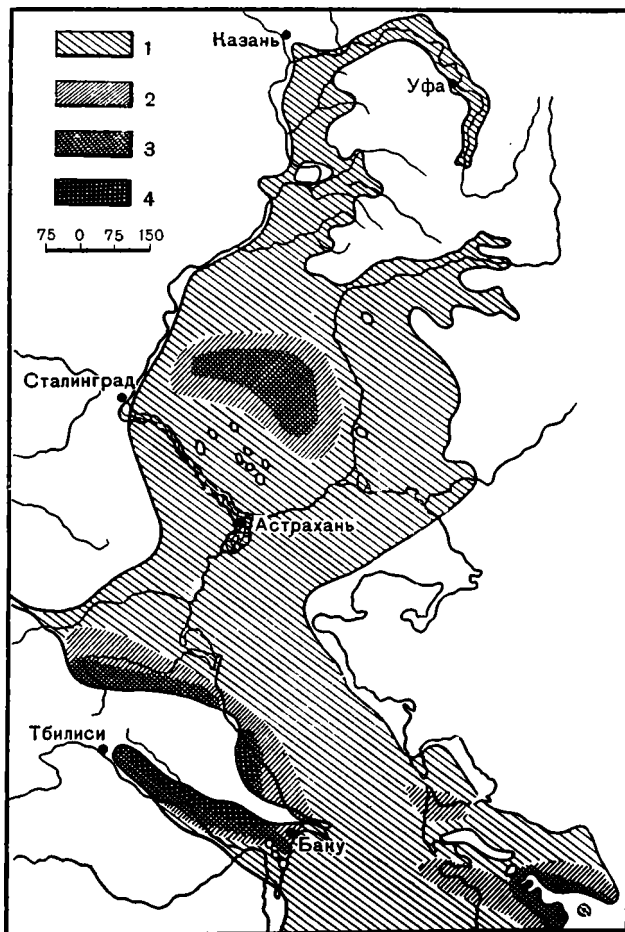 Казань
1
Уфа
2
3
4
75 0 75 150
Сталинград
Астрахань
Тбилиси
Баку